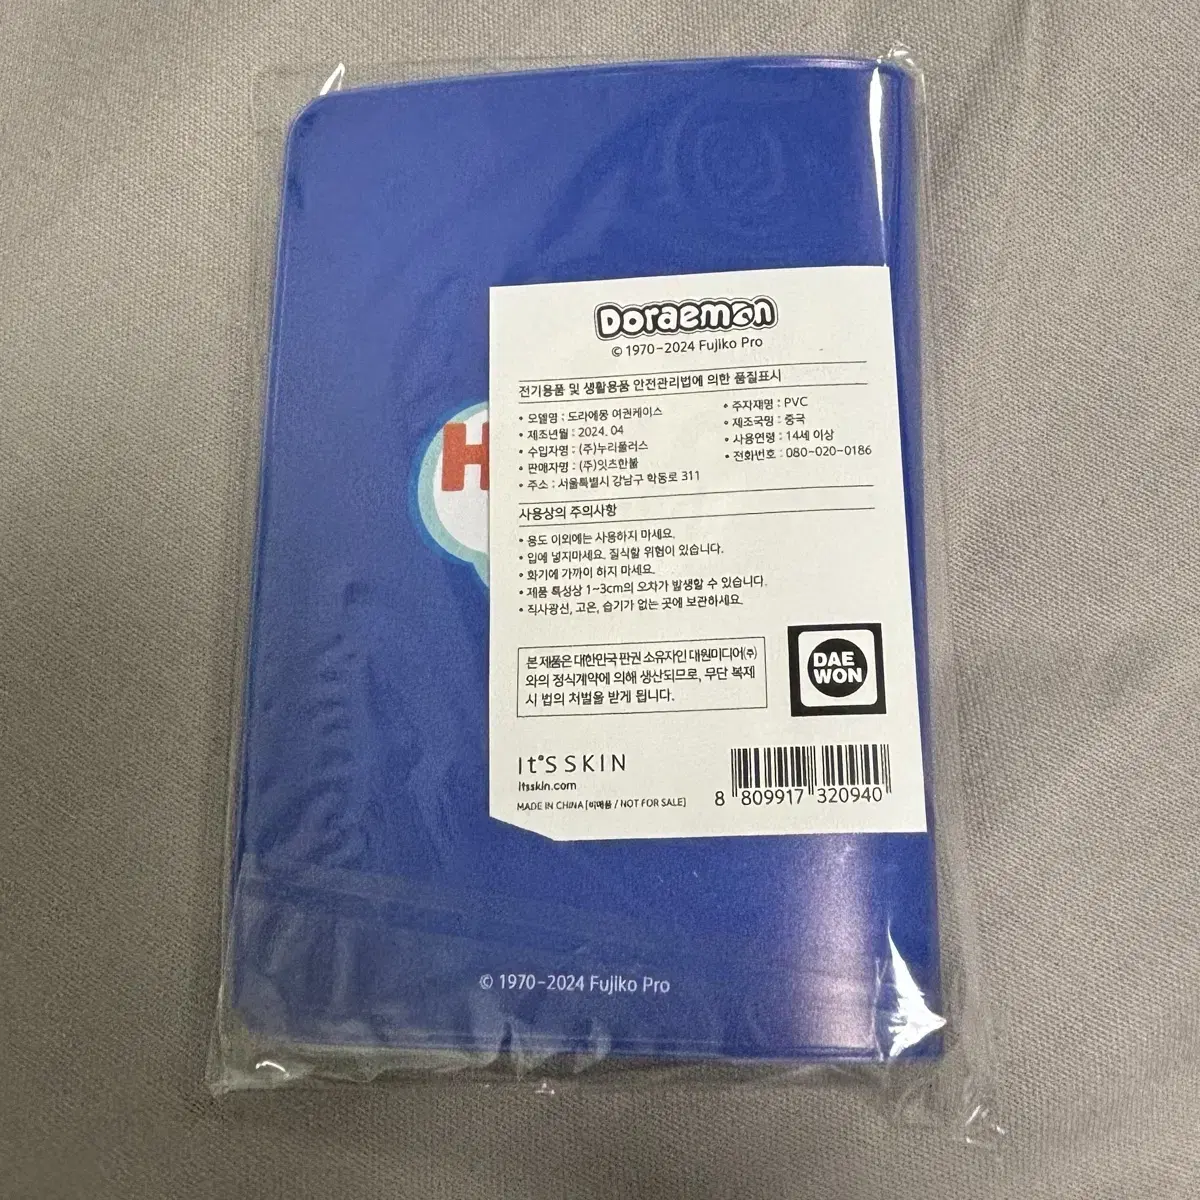 Doraemon
© 1970-2024 Fujiko Pro
전기용품 및 생활용품 안전관리법에 의한 품질표시
• 모델명 : 도라에몽 여권케이스
• 제조년월 : 2024. 04
• 수입자명 : (주)누리풀러스
• 판매자명 : (주)잇츠한불
• 주소 : 서울특별시 강남구 학동로 311
• 주자재명 : PVC
• 제조국명 : 중국
• 사용연령 : 14세 이상
• 전화번호 : 080-020-0186
사용상의 주의사항
• 용도 이외에는 사용하지 마세요.
• 입에 넣지마세요. 질식할 위험이 있습니다.
• 화기에 가까이 하지 마세요.
• 제품 특성상 1~3cm의 오차가 발생할 수 있습니다.
• 직사광선, 고온, 습기가 없는 곳에 보관하세요.
본 제품은 대한민국 판권 소유자인 대원미디어(주)
와의 정식계약에 의해 생산되므로, 무단 복제
시 법의 처벌을 받게 됩니다.
DAE
WON
It'S SKIN
itsskin.com
MADE IN CHINA [비매품 / NOT FOR SALE]
8 809917 320940
H
© 1970-2024 Fujiko Pro